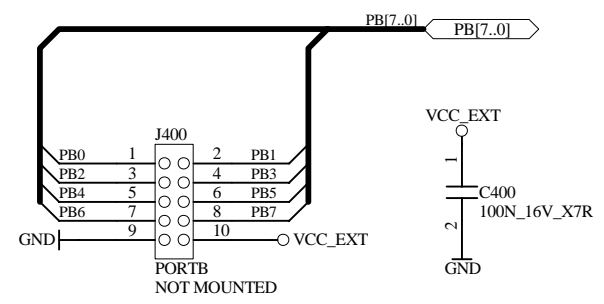 PB[7..0] PB[7..0]
VCC_EXT
J400
PB0 1 2 PB1
PB2 3 4 PB3
PB4 5 6 PB5
PB6 7 8 PB7
GND 9 10 VCC_EXT
PORTB
NOT MOUNTED
1
C400
100N_16V_X7R
2
GND